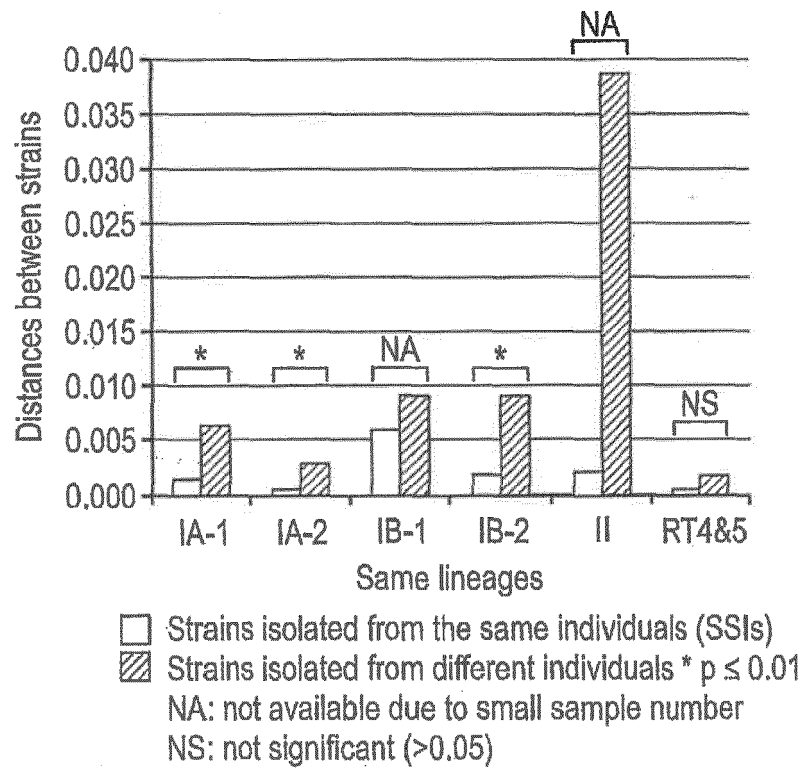 NA
0.040
0.035
0.030
0.025
0.020
0.015
0.010
0.005
0.000
Distances between strains
* * NA *
NS
IA-1 IA-2 IB-1 IB-2 II RT4&5
Same lineages
Strains isolated from the same individuals (SSIs)
Strains isolated from different individuals * p ≤ 0.01
NA: not available due to small sample number
NS: not significant (>0.05)